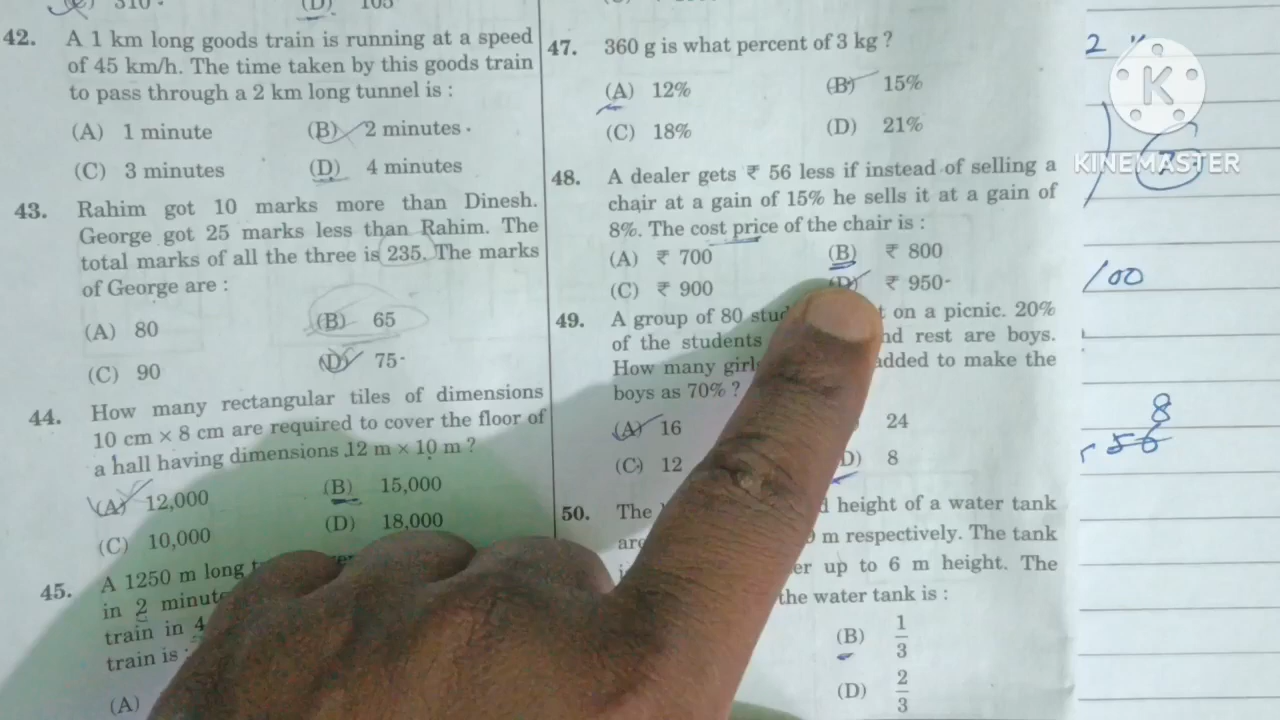 310
(D) 105
42. A 1 km long goods train is running at a speed
of 45 km/h. The time taken by this goods train
to pass through a 2 km long tunnel is :
(A) 1 minute (B) 2 minutes
(C) 3 minutes (D) 4 minutes
43. Rahim got 10 marks more than Dinesh.
George got 25 marks less than Rahim. The
total marks of all the three is 235. The marks
of George are :
(A) 80 (B) 65
(C) 90 (D) 75
44. How many rectangular tiles of dimensions
10 cm × 8 cm are required to cover the floor of
a hall having dimensions 12 m × 10 m ?
(A) 12,000 (B) 15,000
(C) 10,000 (D) 18,000
45. A 1250 m long
in 2
train in 4
train is
(A)
47. 360 g is what percent of 3 kg ?
(A) 12% (B) 15%
(C) 18% (D) 21%
48. A dealer gets ₹ 56 less if instead of selling a
chair at a gain of 15% he sells it at a gain of
8%. The cost price of the chair is :
(A) ₹ 700 (B) ₹ 800
(C) ₹ 900 (D) ₹ 950
49. A group of 80 on a picnic. 20%
of the students rest are boys.
How many added to make the
boys as 70% ?
(A) 16 24
(C) 12 D) 8
50. The height of a water tank
m respectively. The tank
up to 6 m height. The
the water tank is :
(B) 1/3
(D) 2/3
2
K
KINEMASTER
100
8
56